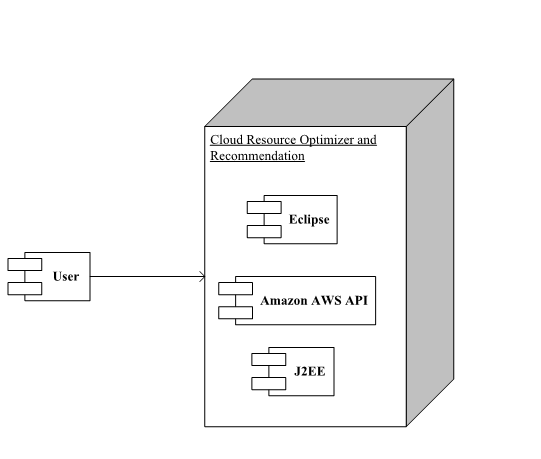 Cloud Resource Optimizer and
Recommendation
Eclipse
User
Amazon AWS API
J2EE